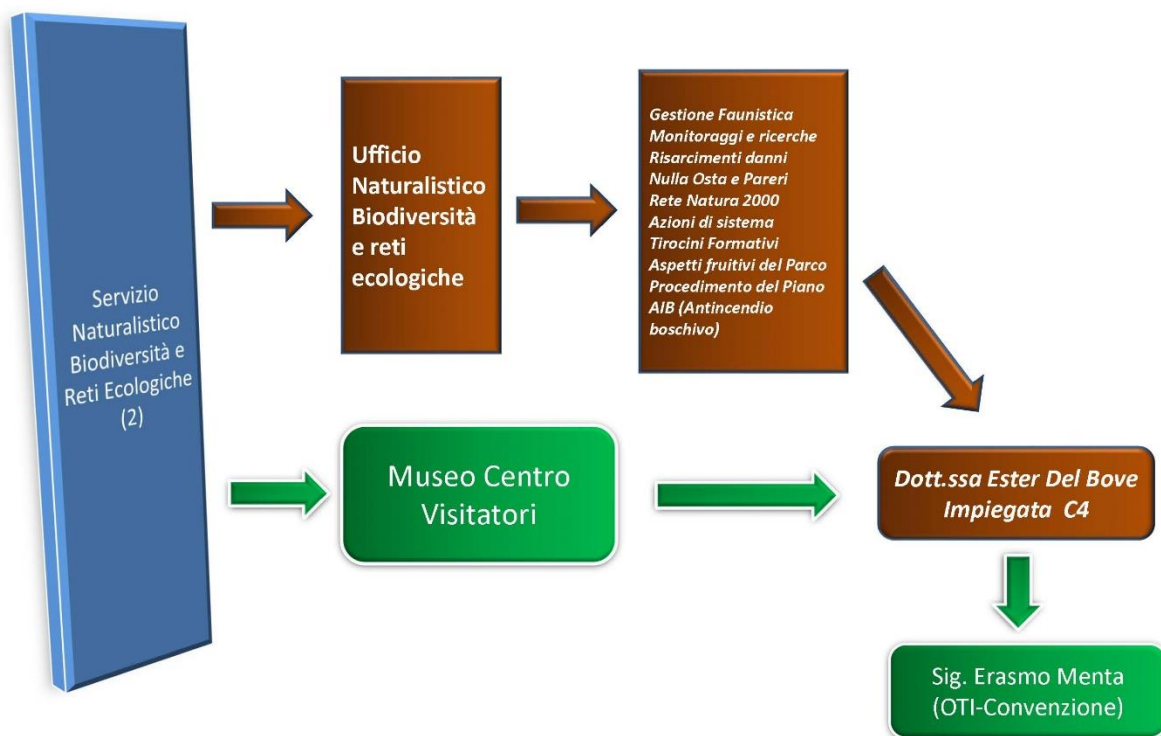 Servizio
Naturalistico
Biodiversità e
Reti Ecologiche
(2)
Ufficio
Naturalistico
Biodiversità
e reti
ecologiche
Gestione Faunistica
Monitoraggi e ricerche
Risarcimenti danni
Nulla Osta e Pareri
Rete Natura 2000
Azioni di sistema
Tirocini Formativi
Aspetti fruitivi del Parco
Procedimento del Piano
AIB (Antincendio
boschivo)
Museo Centro
Visitatori
Dott.ssa Ester Del Bove
Impiegata C4
Sig. Erasmo Menta
(OTI-Convenzione)